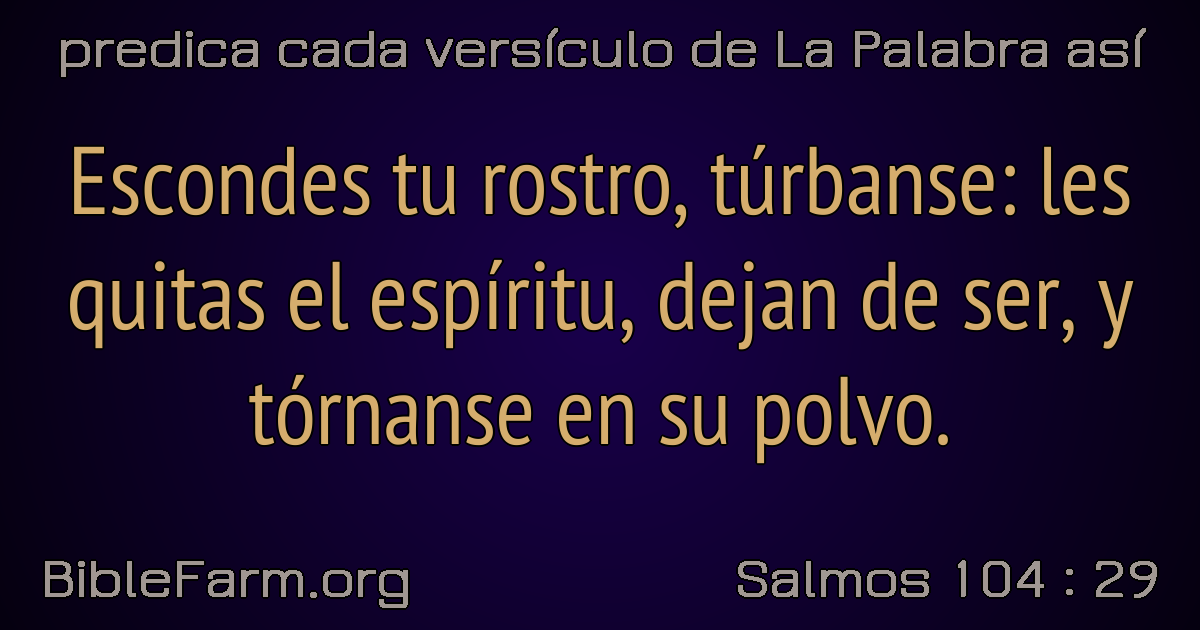 predica cada versículo de La Palabra así
Escondes tu rostro, túrbanse: les
quitas el espíritu, dejan de ser, y
tórnanse en su polvo.
BibleFarm.org
Salmos 104 : 29